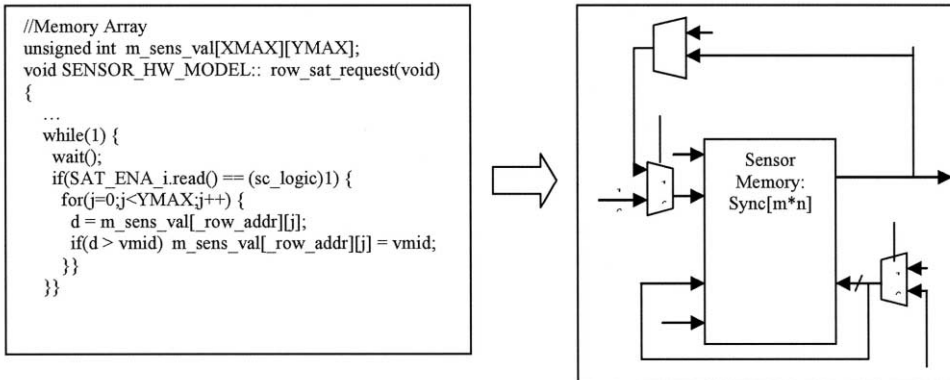 //Memory Array
unsigned int m_sens_val[XMAX][YMAX];
void SENSOR_HW_MODEL:: row_sat_request(void)
{
...
while(1) {
wait();
if(SAT_ENA_i.read() == (sc_logic)1) {
for(j=0;j<YMAX;j++) {
d = m_sens_val[_row_addr][j];
if(d > vmid) m_sens_val[_row_addr][j] = vmid;
}}
}}
Sensor
Memory:
Sync[m*n]